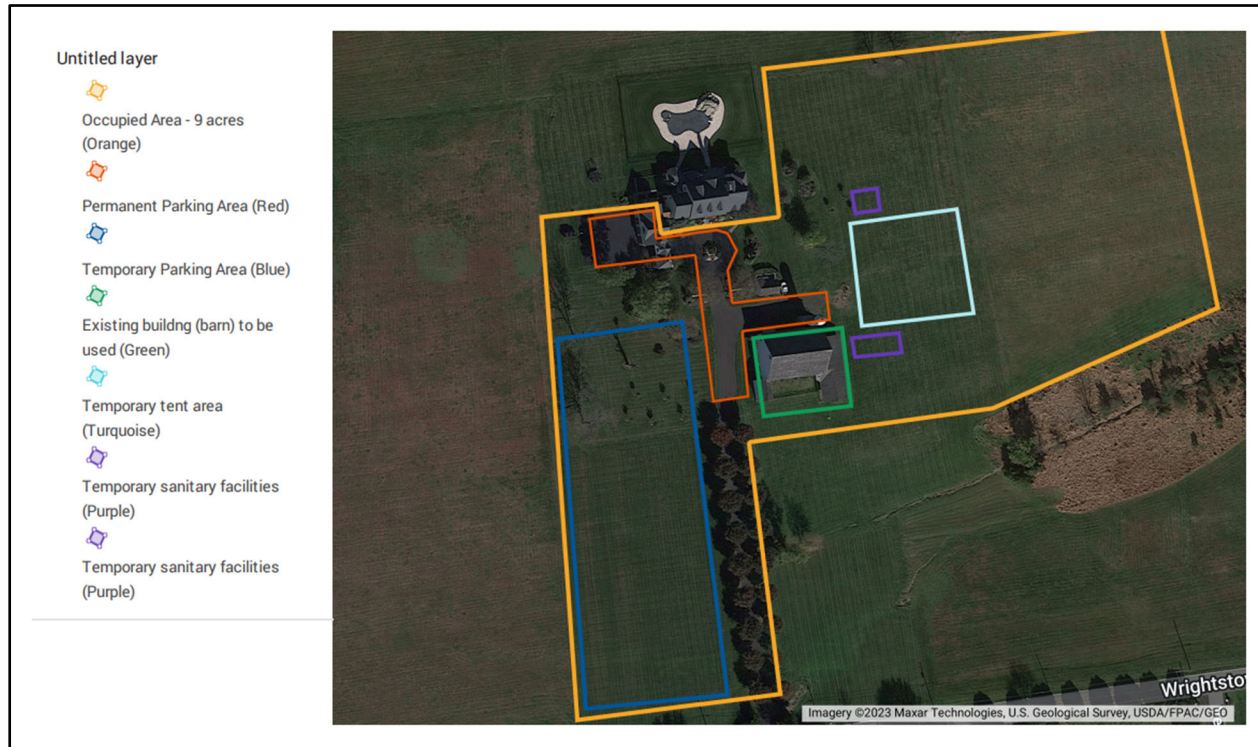 Untitled layer
Occupied Area - 9 acres
(Orange)
Permanent Parking Area (Red)
Temporary Parking Area (Blue)
Existing buildng (barn) to be
used (Green)
Temporary tent area
(Turquoise)
Temporary sanitary facilities
(Purple)
Temporary sanitary facilities
(Purple)
Wrightsto
Imagery ©2023 Maxar Technologies, U.S. Geological Survey, USDA/FPAC/GEO